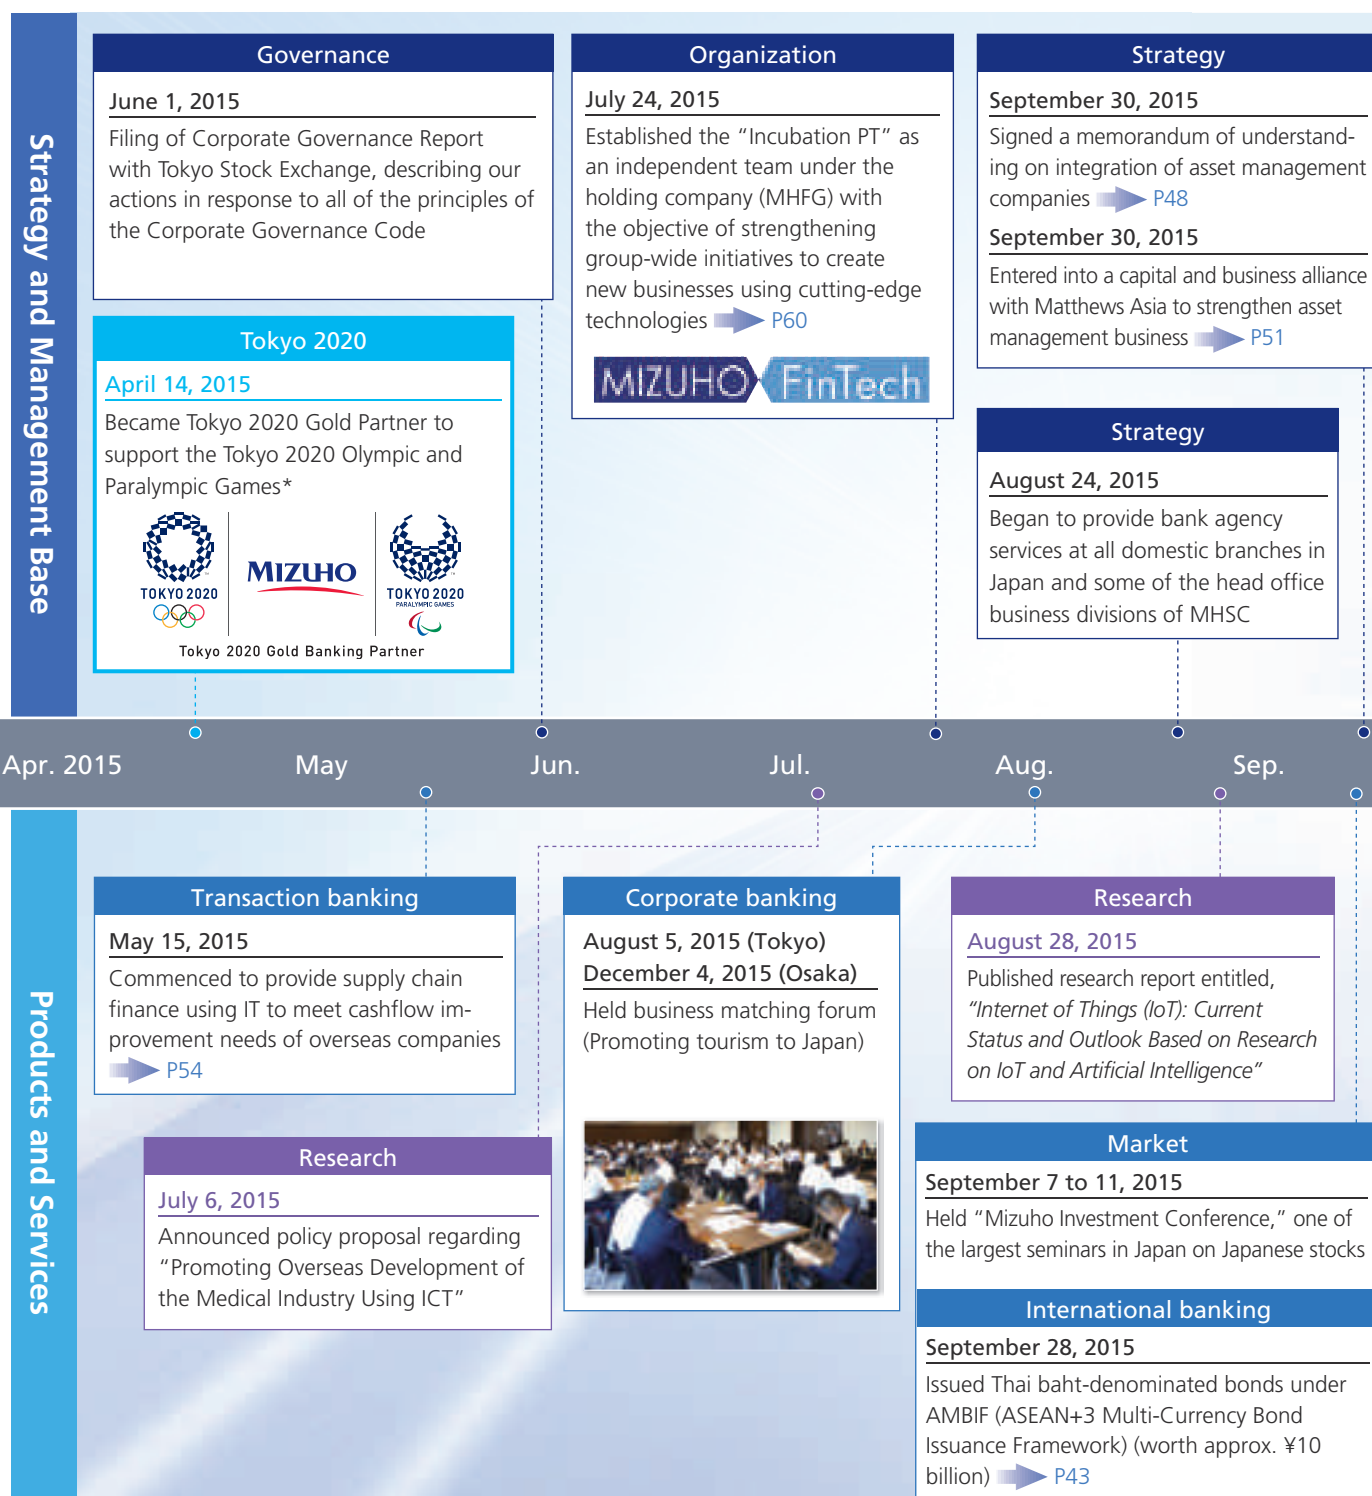 Strategy and Management Base
Governance
June 1, 2015
Filing of Corporate Governance Report
with Tokyo Stock Exchange, describing our
actions in response to all of the principles of
the Corporate Governance Code
Tokyo 2020
April 14, 2015
Became Tokyo 2020 Gold Partner to
support the Tokyo 2020 Olympic and
Paralympic Games*
TOKYO 2020
MIZUHO
TOKYO 2020
PARALYMPIC GAMES
Tokyo 2020 Gold Banking Partner
Organization
July 24, 2015
Established the “Incubation PT” as
an independent team under the
holding company (MHFG) with
the objective of strengthening
group-wide initiatives to create
new businesses using cutting-edge
technologies P60
MIZUHO FinTech
Strategy
September 30, 2015
Signed a memorandum of understand-
ing on integration of asset management
companies P48
September 30, 2015
Entered into a capital and business alliance
with Matthews Asia to strengthen asset
management business P51
Strategy
August 24, 2015
Began to provide bank agency
services at all domestic branches in
Japan and some of the head office
business divisions of MHSC
Apr. 2015 May Jun. Jul. Aug. Sep.
Products and Services
Transaction banking
May 15, 2015
Commenced to provide supply chain
finance using IT to meet cashflow im-
provement needs of overseas companies
P54
Research
July 6, 2015
Announced policy proposal regarding
“Promoting Overseas Development of
the Medical Industry Using ICT”
Corporate banking
August 5, 2015 (Tokyo)
December 4, 2015 (Osaka)
Held business matching forum
(Promoting tourism to Japan)
Research
August 28, 2015
Published research report entitled,
“Internet of Things (IoT): Current
Status and Outlook Based on Research
on IoT and Artificial Intelligence”
Market
September 7 to 11, 2015
Held “Mizuho Investment Conference,” one of
the largest seminars in Japan on Japanese stocks
International banking
September 28, 2015
Issued Thai baht-denominated bonds under
AMBIF (ASEAN+3 Multi-Currency Bond
Issuance Framework) (worth approx. ¥10
billion) P43